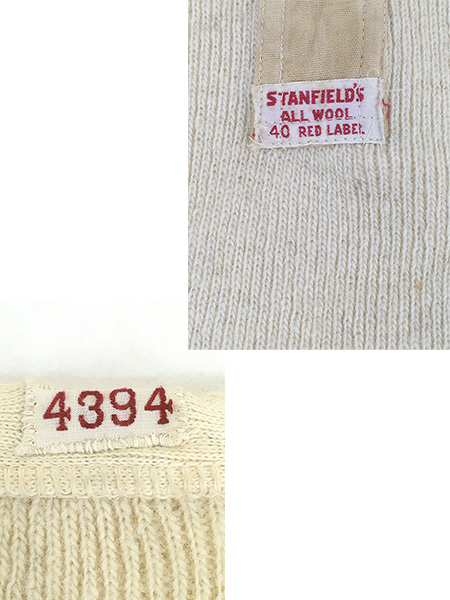 STANFIELD'S
ALL WOOL
40 RED LABEL
4394